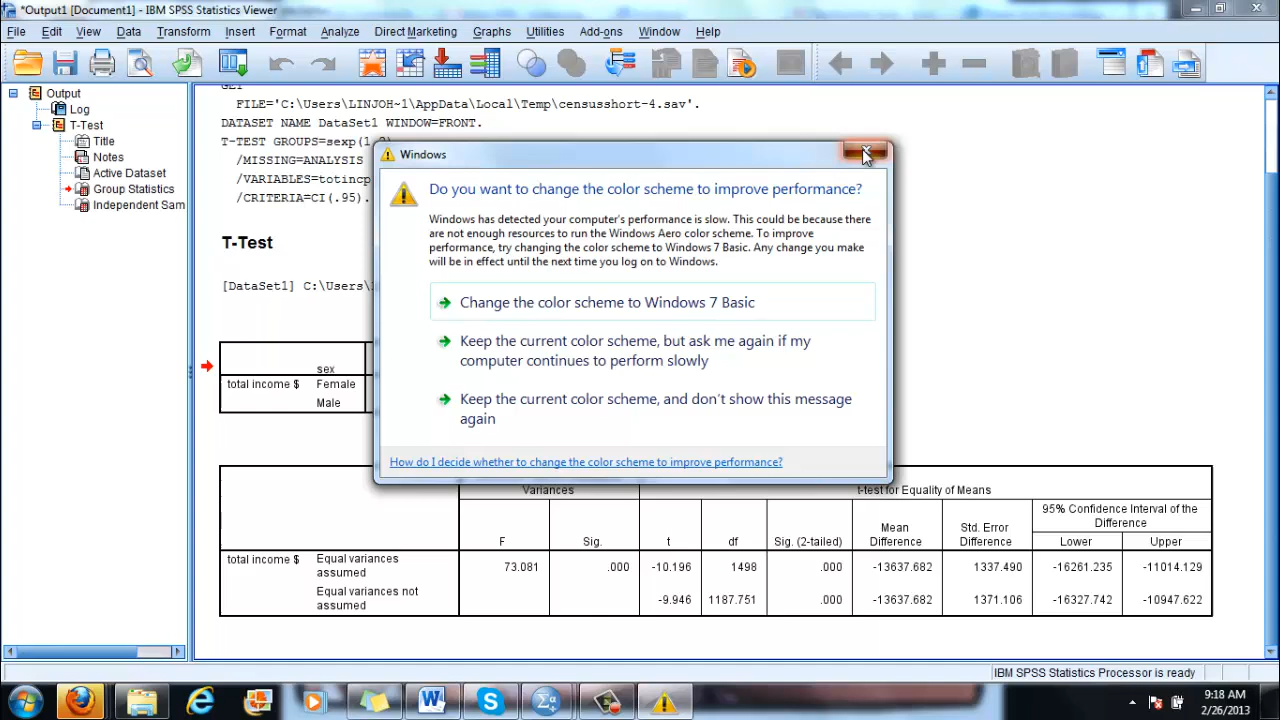 *Output1 [Document1] - IBM SPSS Statistics Viewer
File Edit View Data Transform Insert Format Analyze Direct Marketing Graphs Utilities Add-ons Window Help
Output
Log
T-Test
Title
Notes
Active Dataset
Group Statistics
Independent Sam
GET
FILE='C:\Users\LINJOH~1\AppData\Local\Temp\censusshort-4.sav'.
DATASET NAME DataSet1 WINDOW=FRONT.
T-TEST GROUPS=sexp(1
/MISSING=ANALYSIS
/VARIABLES=totincp
/CRITERIA=CI(.95).
T-Test
[DataSet1] C:\Users\
sex
total income $ Female
Male
Windows
Do you want to change the color scheme to improve performance?
Windows has detected your computer's performance is slow. This could be because there
are not enough resources to run the Windows Aero color scheme. To improve
performance, try changing the color scheme to Windows 7 Basic. Any change you make
will be in effect until the next time you log on to Windows.
Change the color scheme to Windows 7 Basic
Keep the current color scheme, but ask me again if my
computer continues to perform slowly
Keep the current color scheme, and don't show this message
again
How do I decide whether to change the color scheme to improve performance?
Variances t-test for Equality of Means
95% Confidence Interval of the
Difference
Mean Std. Error
F Sig. t df Sig. (2-tailed) Difference Difference Lower Upper
total income $ Equal variances
assumed 73.081 .000 -10.196 1498 .000 -13637.682 1337.490 -16261.235 -11014.129
Equal variances not
assumed -9.946 1187.751 .000 -13637.682 1371.106 -16327.742 -10947.622
IBM SPSS Statistics Processor is ready
9:18 AM
2/26/2013